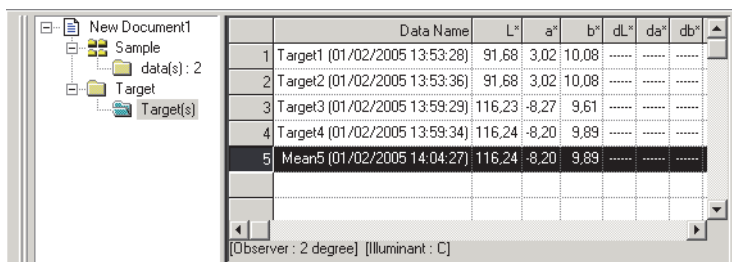 New Document1
Sample
data(s) : 2
Target
Target(s)
Data Name L* a* b* dL* da* db*
1 Target1 (01/02/2005 13:53:28) 91,68 3,02 10,08 ------ ------ ------
2 Target2 (01/02/2005 13:53:36) 91,68 3,02 10,08 ------ ------ ------
3 Target3 (01/02/2005 13:59:29) 116,23 -8,27 9,61 ------ ------ ------
4 Target4 (01/02/2005 13:59:34) 116,24 -8,20 9,89 ------ ------ ------
5 Mean5 (01/02/2005 14:04:27) 116,24 -8,20 9,89 ------ ------ ------
[Observer : 2 degree] [Illuminant : C]